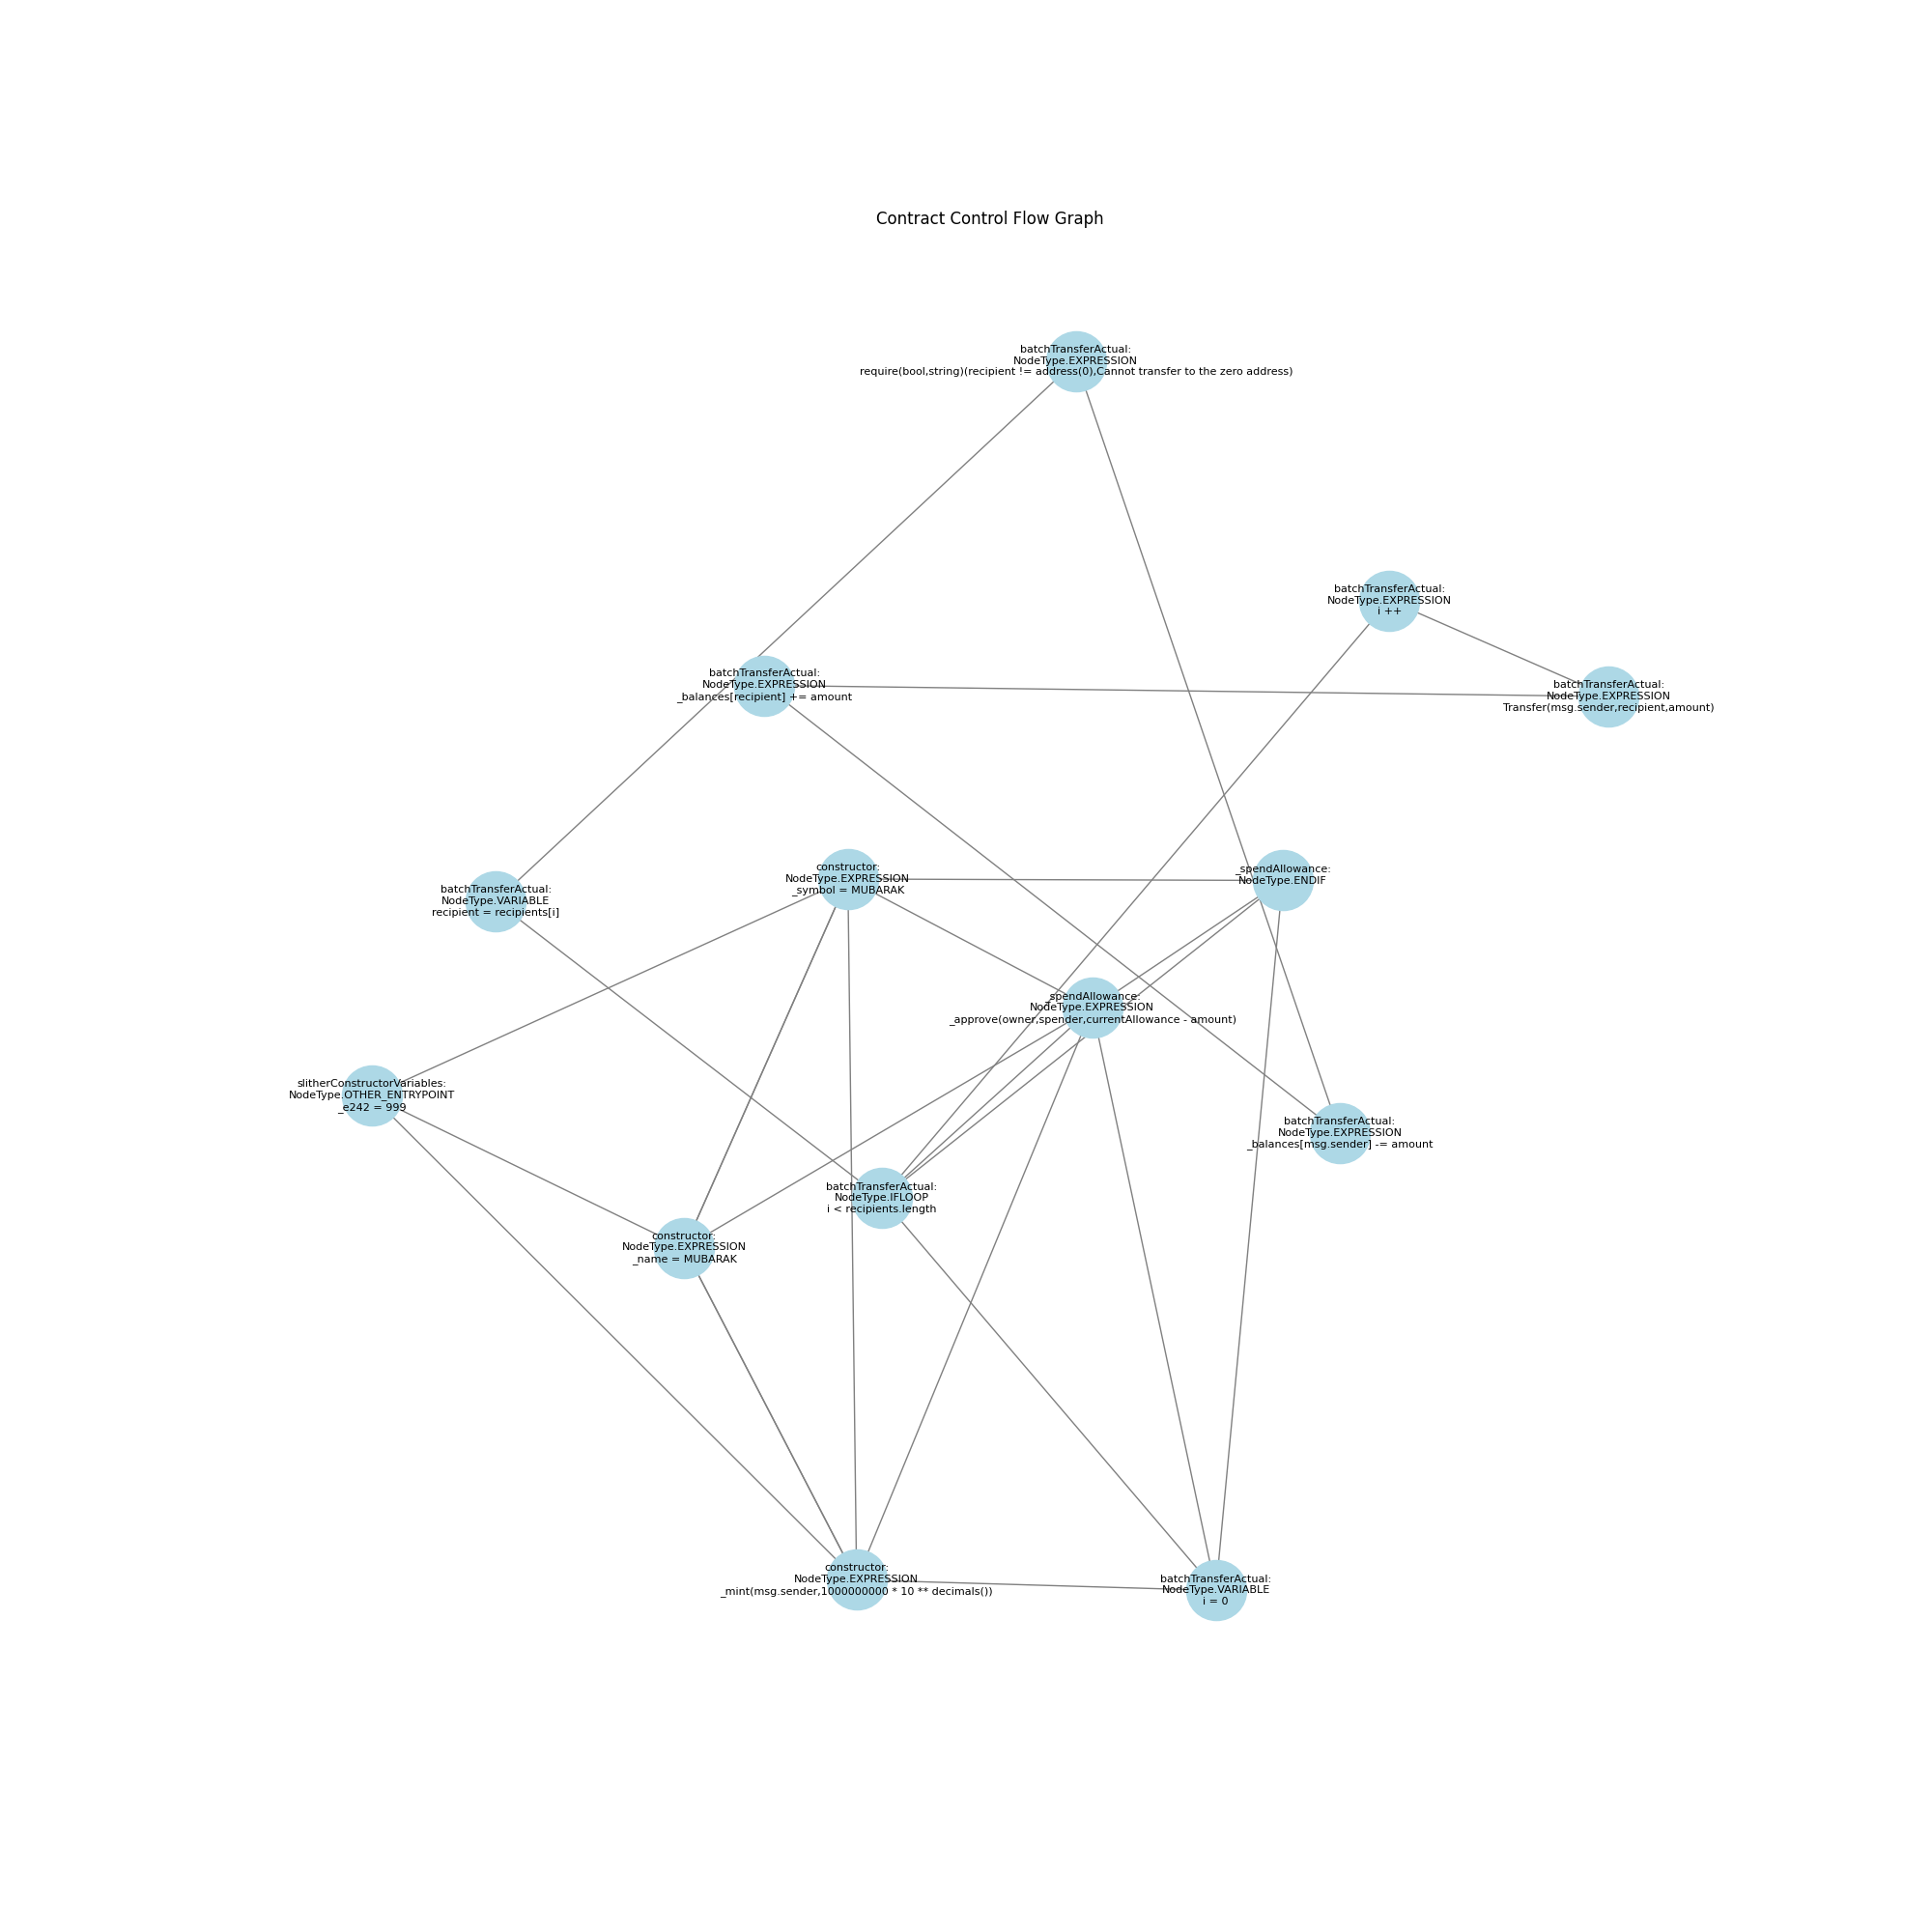 Contract Control Flow Graph
batchTransferActual:
NodeType.EXPRESSION
require(bool,string)(recipient != address(0),Cannot transfer to the zero address)
batchTransferActual:
NodeType.EXPRESSION
i ++
batchTransferActual:
NodeType.EXPRESSION
_balances[recipient] += amount
batchTransferActual:
NodeType.EXPRESSION
Transfer(msg.sender,recipient,amount)
constructor:
NodeType.EXPRESSION
_symbol = MUBARAK
_spendAllowance:
NodeType.ENDIF
batchTransferActual:
NodeType.VARIABLE
recipient = recipients[i]
_spendAllowance:
NodeType.EXPRESSION
_approve(owner,spender,currentAllowance - amount)
slitherConstructorVariables:
NodeType.OTHER_ENTRYPOINT
_e242 = 999
batchTransferActual:
NodeType.EXPRESSION
_balances[msg.sender] -= amount
batchTransferActual:
NodeType.IFLOOP
i < recipients.length
constructor:
NodeType.EXPRESSION
_name = MUBARAK
constructor:
NodeType.EXPRESSION
_mint(msg.sender,1000000000 * 10 ** decimals())
batchTransferActual:
NodeType.VARIABLE
i = 0